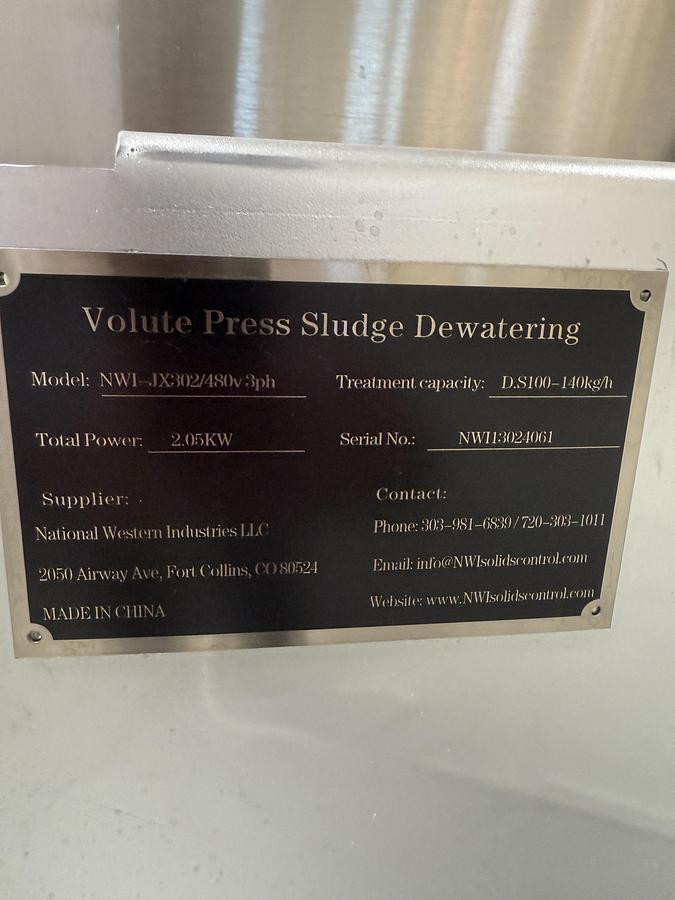 Volute Press Sludge Dewatering
Model: NWI-JX302/480v 3ph Treatment capacity: D.S100-140kg/h
Total Power: 2.05KW Serial No.: NWI13024061
Supplier: Contact:
National Western Industries LLC Phone: 303-981-6839 / 720-303-1011
2050 Airway Ave, Fort Collins, CO 80524 Email: info@NWIsolidscontrol.com
MADE IN CHINA Website: www.NWIsolidscontrol.com